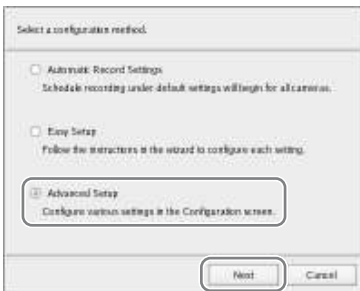 Select a configuration method.
Automatic Record Settings
Schedule recording under default settings will begin for all cameras.
Easy Setup
Follow the instructions in the wizard to configure each setting.
Advanced Setup
Configure various settings in the Configuration screen.
Next
Cancel